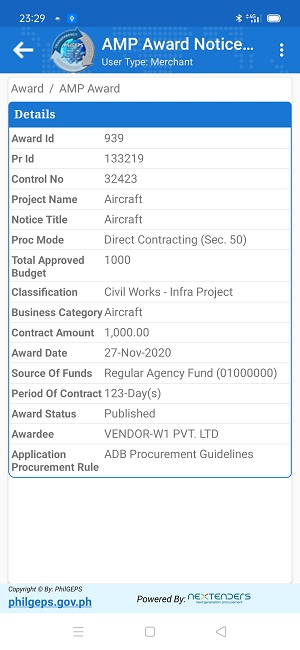 23:29
AMP Award Notice...
User Type: Merchant
Award / AMP Award
Details
Award Id 939
Pr Id 133219
Control No 32423
Project Name Aircraft
Notice Title Aircraft
Proc Mode Direct Contracting (Sec. 50)
Total Approved 1000
Budget
Classification Civil Works - Infra Project
Business Category Aircraft
Contract Amount 1,000.00
Award Date 27-Nov-2020
Source Of Funds Regular Agency Fund (01000000)
Period Of Contract 123-Day(s)
Award Status Published
Awardee VENDOR-W1 PVT. LTD
Application ADB Procurement Guidelines
Procurement Rule
Copyright © By: PhilGEPS
philgeps.gov.ph
Powered By: NEXTENDERS
next generation procurement